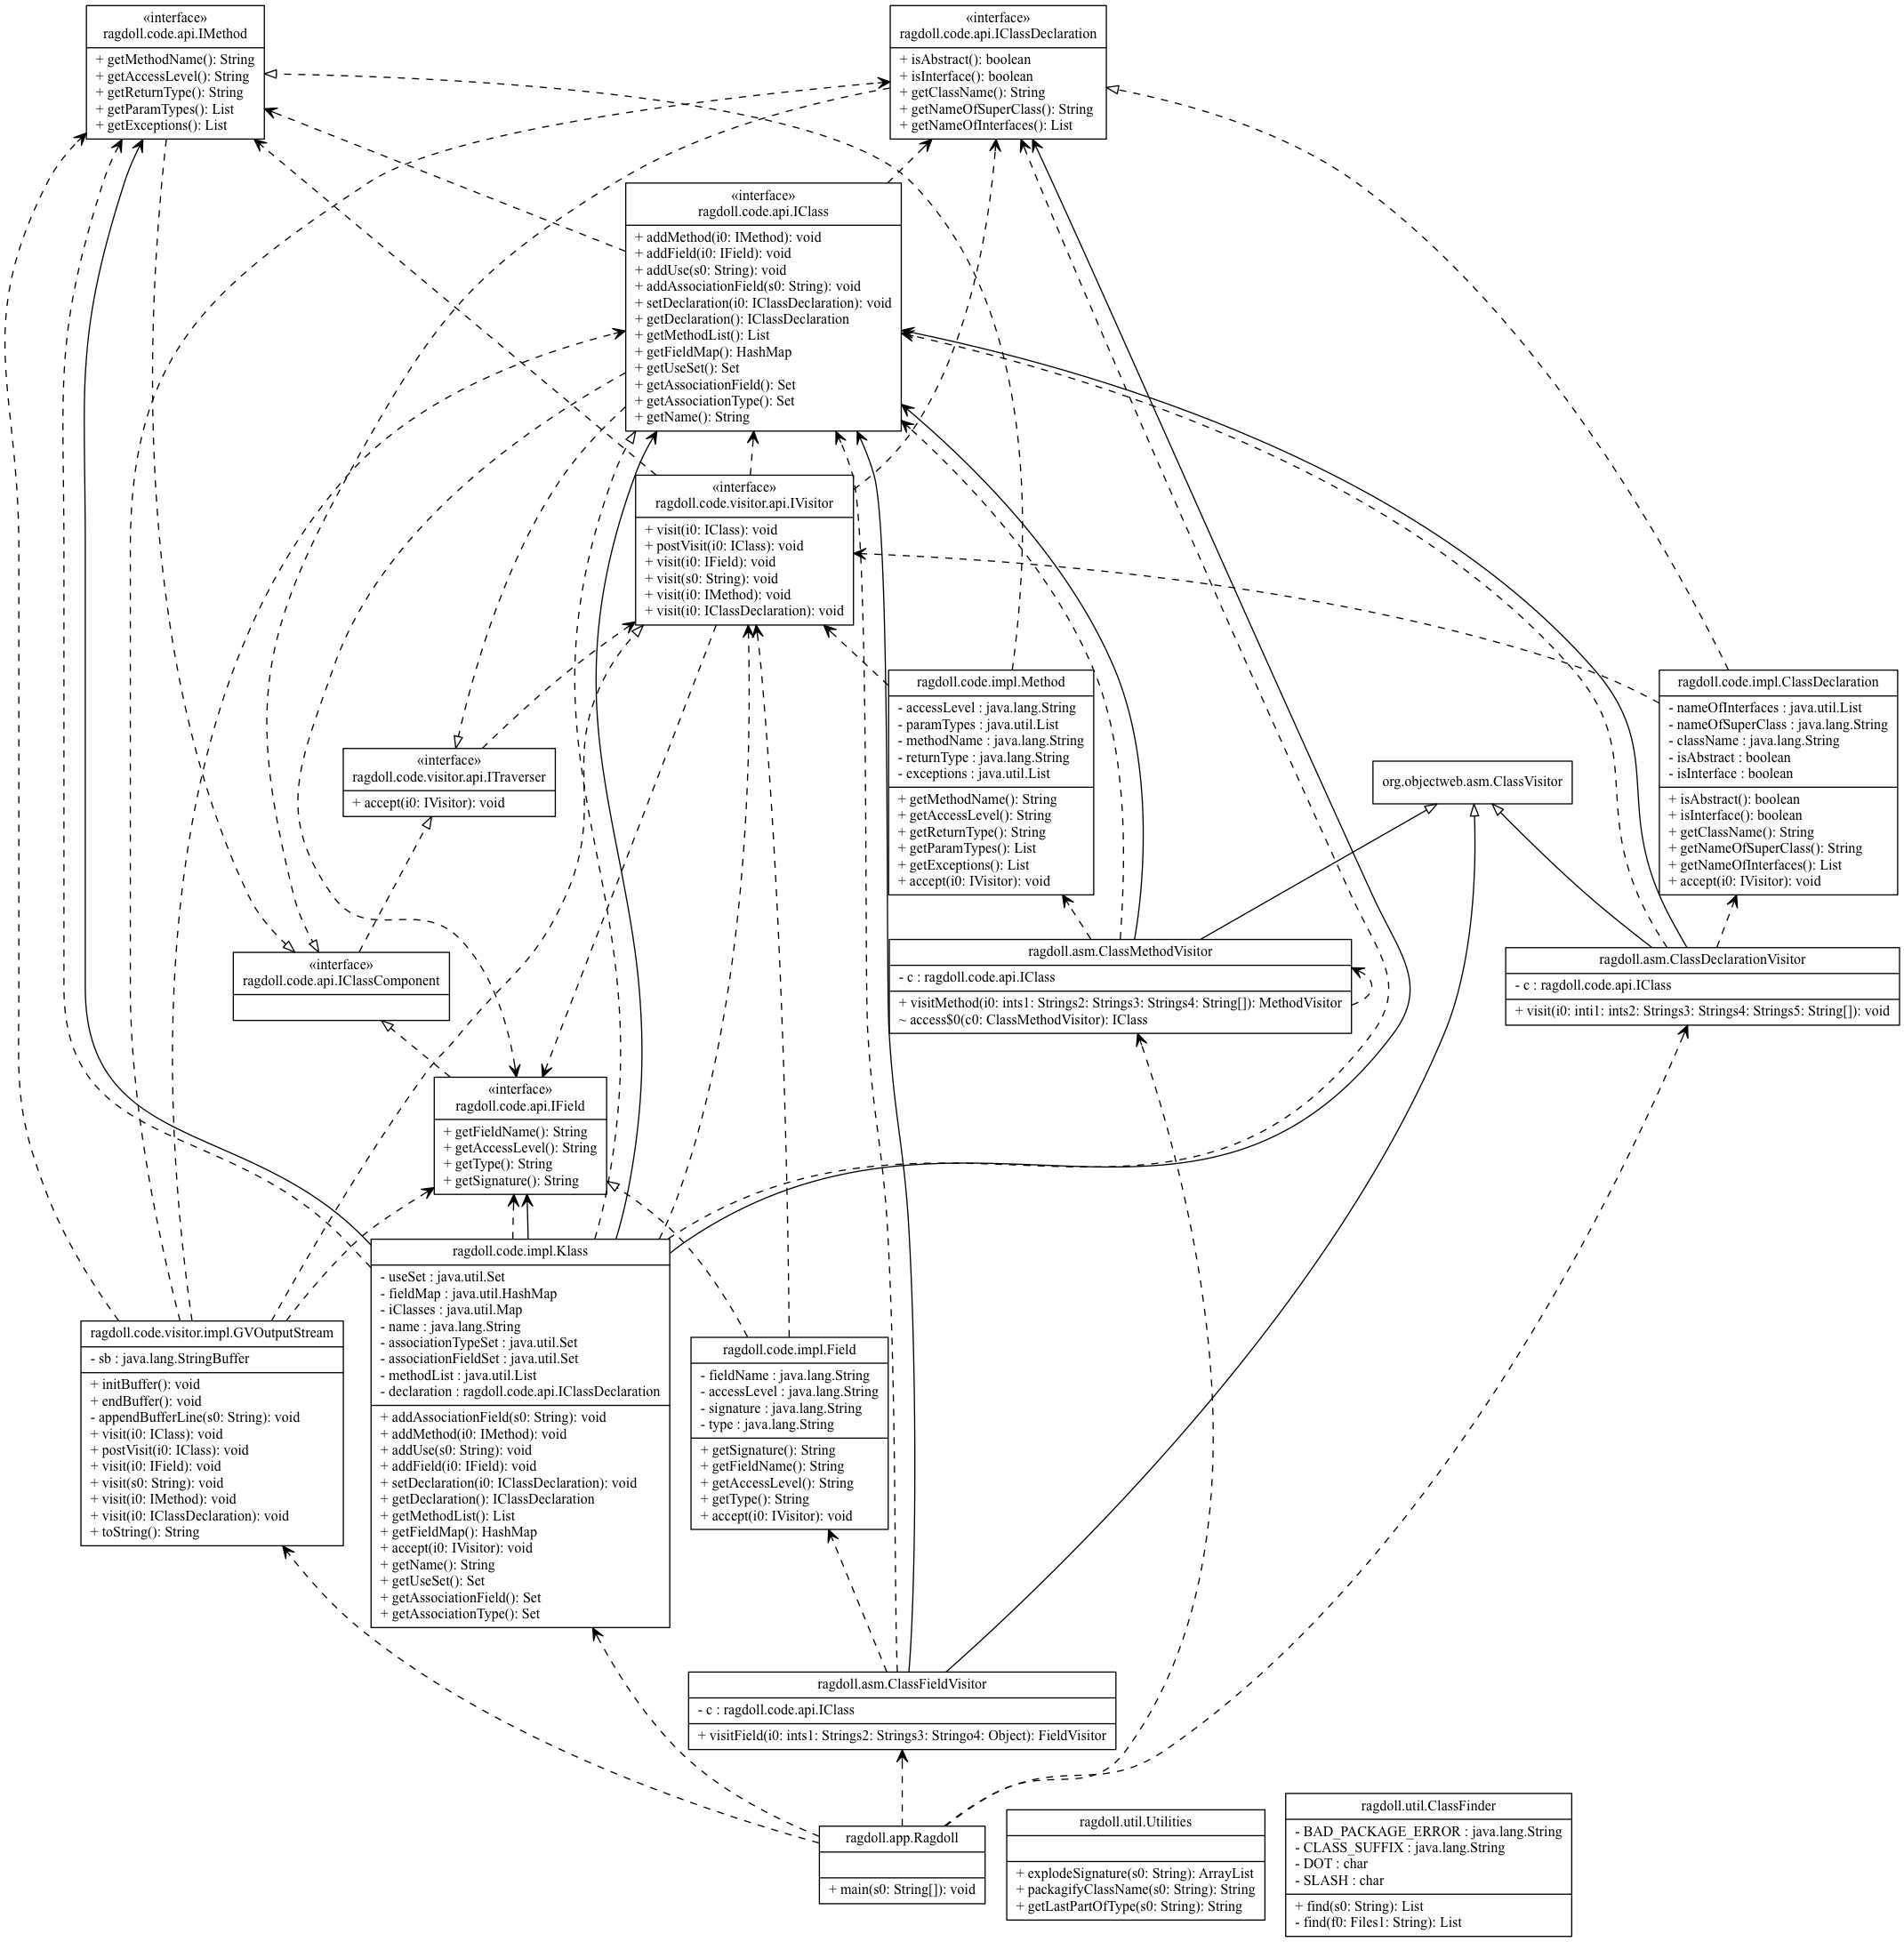 «interface»
ragdoll.code.api.IMethod
+ getMethodName(): String
+ getAccessLevel(): String
+ getReturnType(): String
+ getParamTypes(): List
+ getExceptions(): List
«interface»
ragdoll.code.api.IClassDeclaration
+ isAbstract(): boolean
+ isInterface(): boolean
+ getClassName(): String
+ getNameOfSuperClass(): String
+ getNameOfInterfaces(): List
«interface»
ragdoll.code.api.IClass
+ addMethod(i0: IMethod): void
+ addField(i0: IField): void
+ addUse(s0: String): void
+ addAssociationField(s0: String): void
+ setDeclaration(i0: IClassDeclaration): void
+ getDeclaration(): IClassDeclaration
+ getMethodList(): List
+ getFieldMap(): HashMap
+ getUseSet(): Set
+ getAssociationField(): Set
+ getAssociationType(): Set
+ getName(): String
«interface»
ragdoll.code.visitor.api.IVisitor
+ visit(i0: IClass): void
+ postVisit(i0: IClass): void
+ visit(i0: IField): void
+ visit(s0: String): void
+ visit(i0: IMethod): void
+ visit(i0: IClassDeclaration): void
ragdoll.code.impl.Method
- accessLevel : java.lang.String
- paramTypes : java.util.List
- methodName : java.lang.String
- returnType : java.lang.String
- exceptions : java.util.List
+ getMethodName(): String
+ getAccessLevel(): String
+ getReturnType(): String
+ getParamTypes(): List
+ getExceptions(): List
+ accept(i0: IVisitor): void
ragdoll.code.impl.ClassDeclaration
- nameOfInterfaces : java.util.List
- nameOfSuperClass : java.lang.String
- className : java.lang.String
- isAbstract : boolean
- isInterface : boolean
+ isAbstract(): boolean
+ isInterface(): boolean
+ getClassName(): String
+ getNameOfSuperClass(): String
+ getNameOfInterfaces(): List
+ accept(i0: IVisitor): void
«interface»
ragdoll.code.visitor.api.ITraverser
+ accept(i0: IVisitor): void
org.objectweb.asm.ClassVisitor
«interface»
ragdoll.code.api.IClassComponent
ragdoll.asm.ClassMethodVisitor
- c : ragdoll.code.api.IClass
+ visitMethod(i0: ints1: Strings2: Strings3: Strings4: String[]): MethodVisitor
~ access$0(c0: ClassMethodVisitor): IClass
ragdoll.asm.ClassDeclarationVisitor
- c : ragdoll.code.api.IClass
+ visit(i0: inti1: ints2: Strings3: Strings4: Strings5: String[]): void
«interface»
ragdoll.code.api.IField
+ getFieldName(): String
+ getAccessLevel(): String
+ getType(): String
+ getSignature(): String
ragdoll.code.visitor.impl.GVOutputStream
- sb : java.lang.StringBuffer
+ initBuffer(): void
+ endBuffer(): void
- appendBufferLine(s0: String): void
+ visit(i0: IClass): void
+ postVisit(i0: IClass): void
+ visit(i0: IField): void
+ visit(s0: String): void
+ visit(i0: IMethod): void
+ visit(i0: IClassDeclaration): void
+ toString(): String
ragdoll.code.impl.Klass
- useSet : java.util.Set
- fieldMap : java.util.HashMap
- iClasses : java.util.Map
- name : java.lang.String
- associationTypeSet : java.util.Set
- associationFieldSet : java.util.Set
- methodList : java.util.List
- declaration : ragdoll.code.api.IClassDeclaration
+ addAssociationField(s0: String): void
+ addMethod(i0: IMethod): void
+ addUse(s0: String): void
+ addField(i0: IField): void
+ setDeclaration(i0: IClassDeclaration): void
+ getDeclaration(): IClassDeclaration
+ getMethodList(): List
+ getFieldMap(): HashMap
+ accept(i0: IVisitor): void
+ getName(): String
+ getUseSet(): Set
+ getAssociationField(): Set
+ getAssociationType(): Set
ragdoll.code.impl.Field
- fieldName : java.lang.String
- accessLevel : java.lang.String
- signature : java.lang.String
- type : java.lang.String
+ getSignature(): String
+ getFieldName(): String
+ getAccessLevel(): String
+ getType(): String
+ accept(i0: IVisitor): void
ragdoll.asm.ClassFieldVisitor
- c : ragdoll.code.api.IClass
+ visitField(i0: ints1: Strings2: Strings3: Stringo4: Object): FieldVisitor
ragdoll.app.Ragdoll
+ main(s0: String[]): void
ragdoll.util.Utilities
+ explodeSignature(s0: String): ArrayList
+ packagifyClassName(s0: String): String
+ getLastPartOfType(s0: String): String
ragdoll.util.ClassFinder
- BAD_PACKAGE_ERROR : java.lang.String
- CLASS_SUFFIX : java.lang.String
- DOT : char
- SLASH : char
+ find(s0: String): List
- find(f0: Files1: String): List